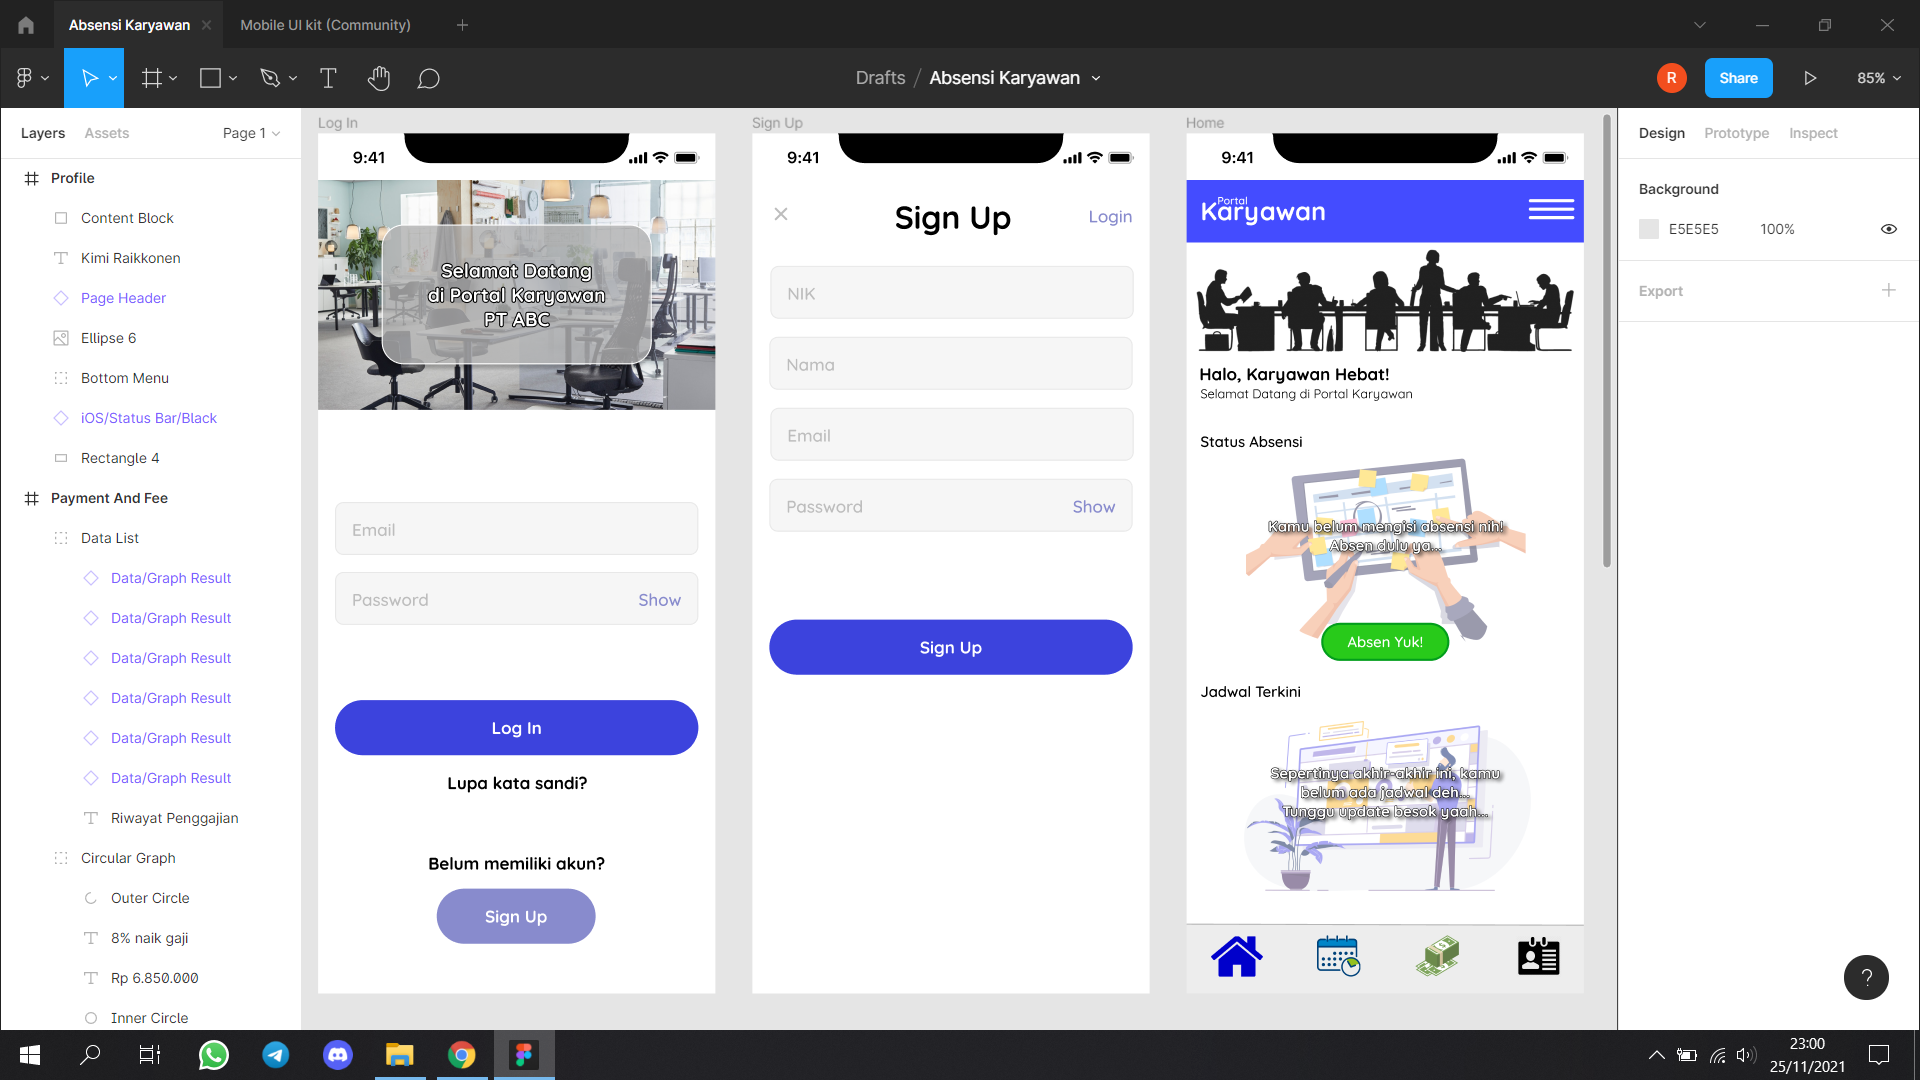 Absensi Karyawan
Mobile UI kit (Community)
Drafts / Absensi Karyawan
R
Share
85%
Layers
Assets
Page 1
Profile
Content Block
Kimi Raikkonen
Page Header
Ellipse 6
Bottom Menu
iOS/Status Bar/Black
Rectangle 4
Payment And Fee
Data List
Data/Graph Result
Data/Graph Result
Data/Graph Result
Data/Graph Result
Data/Graph Result
Data/Graph Result
Riwayat Penggajian
Circular Graph
Outer Circle
8% naik gaji
Rp 6.850.000
Inner Circle
Log In
9:41
Selamat Datang
di Portal Karyawan
PT ABC
Email
Password
Show
Log In
Lupa kata sandi?
Belum memiliki akun?
Sign Up
Sign Up
9:41
Sign Up
Login
NIK
Nama
Email
Password
Show
Sign Up
Home
9:41
Portal
Karyawan
Halo, Karyawan Hebat!
Selamat Datang di Portal Karyawan
Status Absensi
Kamu belum mengisi absensi nih!
Absen dulu ya...
Absen Yuk!
Jadwal Terkini
Sepertinya akhir-akhir ini, kamu
belum ada jadwal deh...
Tunggu update besok yaah...
Design
Prototype
Inspect
Background
E5E5E5
100%
Export
?
23:00
25/11/2021